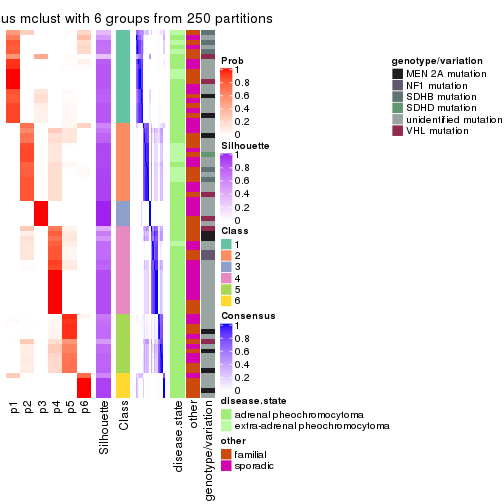 us mclust with 6 groups from 250 partitions
Prob
1
0.8
0.6
0.4
0.2
0
Silhouette
1
0.8
0.6
0.4
0.2
0
Class
1
2
3
4
5
6
Consensus
1
0.8
0.6
0.4
0.2
0
disease.state
adrenal pheochromocytoma
extra-adrenal pheochromocytoma
other
familial
sporadic
genotype/variation
MEN 2A mutation
NF1 mutation
SDHB mutation
SDHD mutation
unidentified mutation
VHL mutation
p1
p2
p3
p4
p5
p6
Silhouette
Class
disease.state
other
genotype/variation